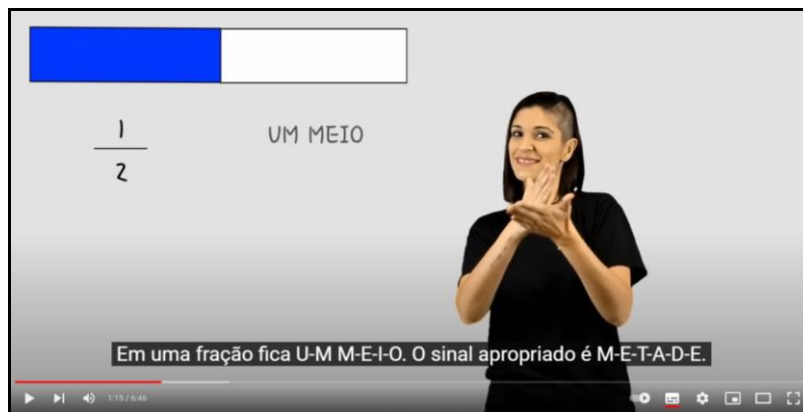 1
2
UM MEIO
Em uma fração fica U-M M-E-I-O. O sinal apropriado é M-E-T-A-D-E.
1:15 / 6:46